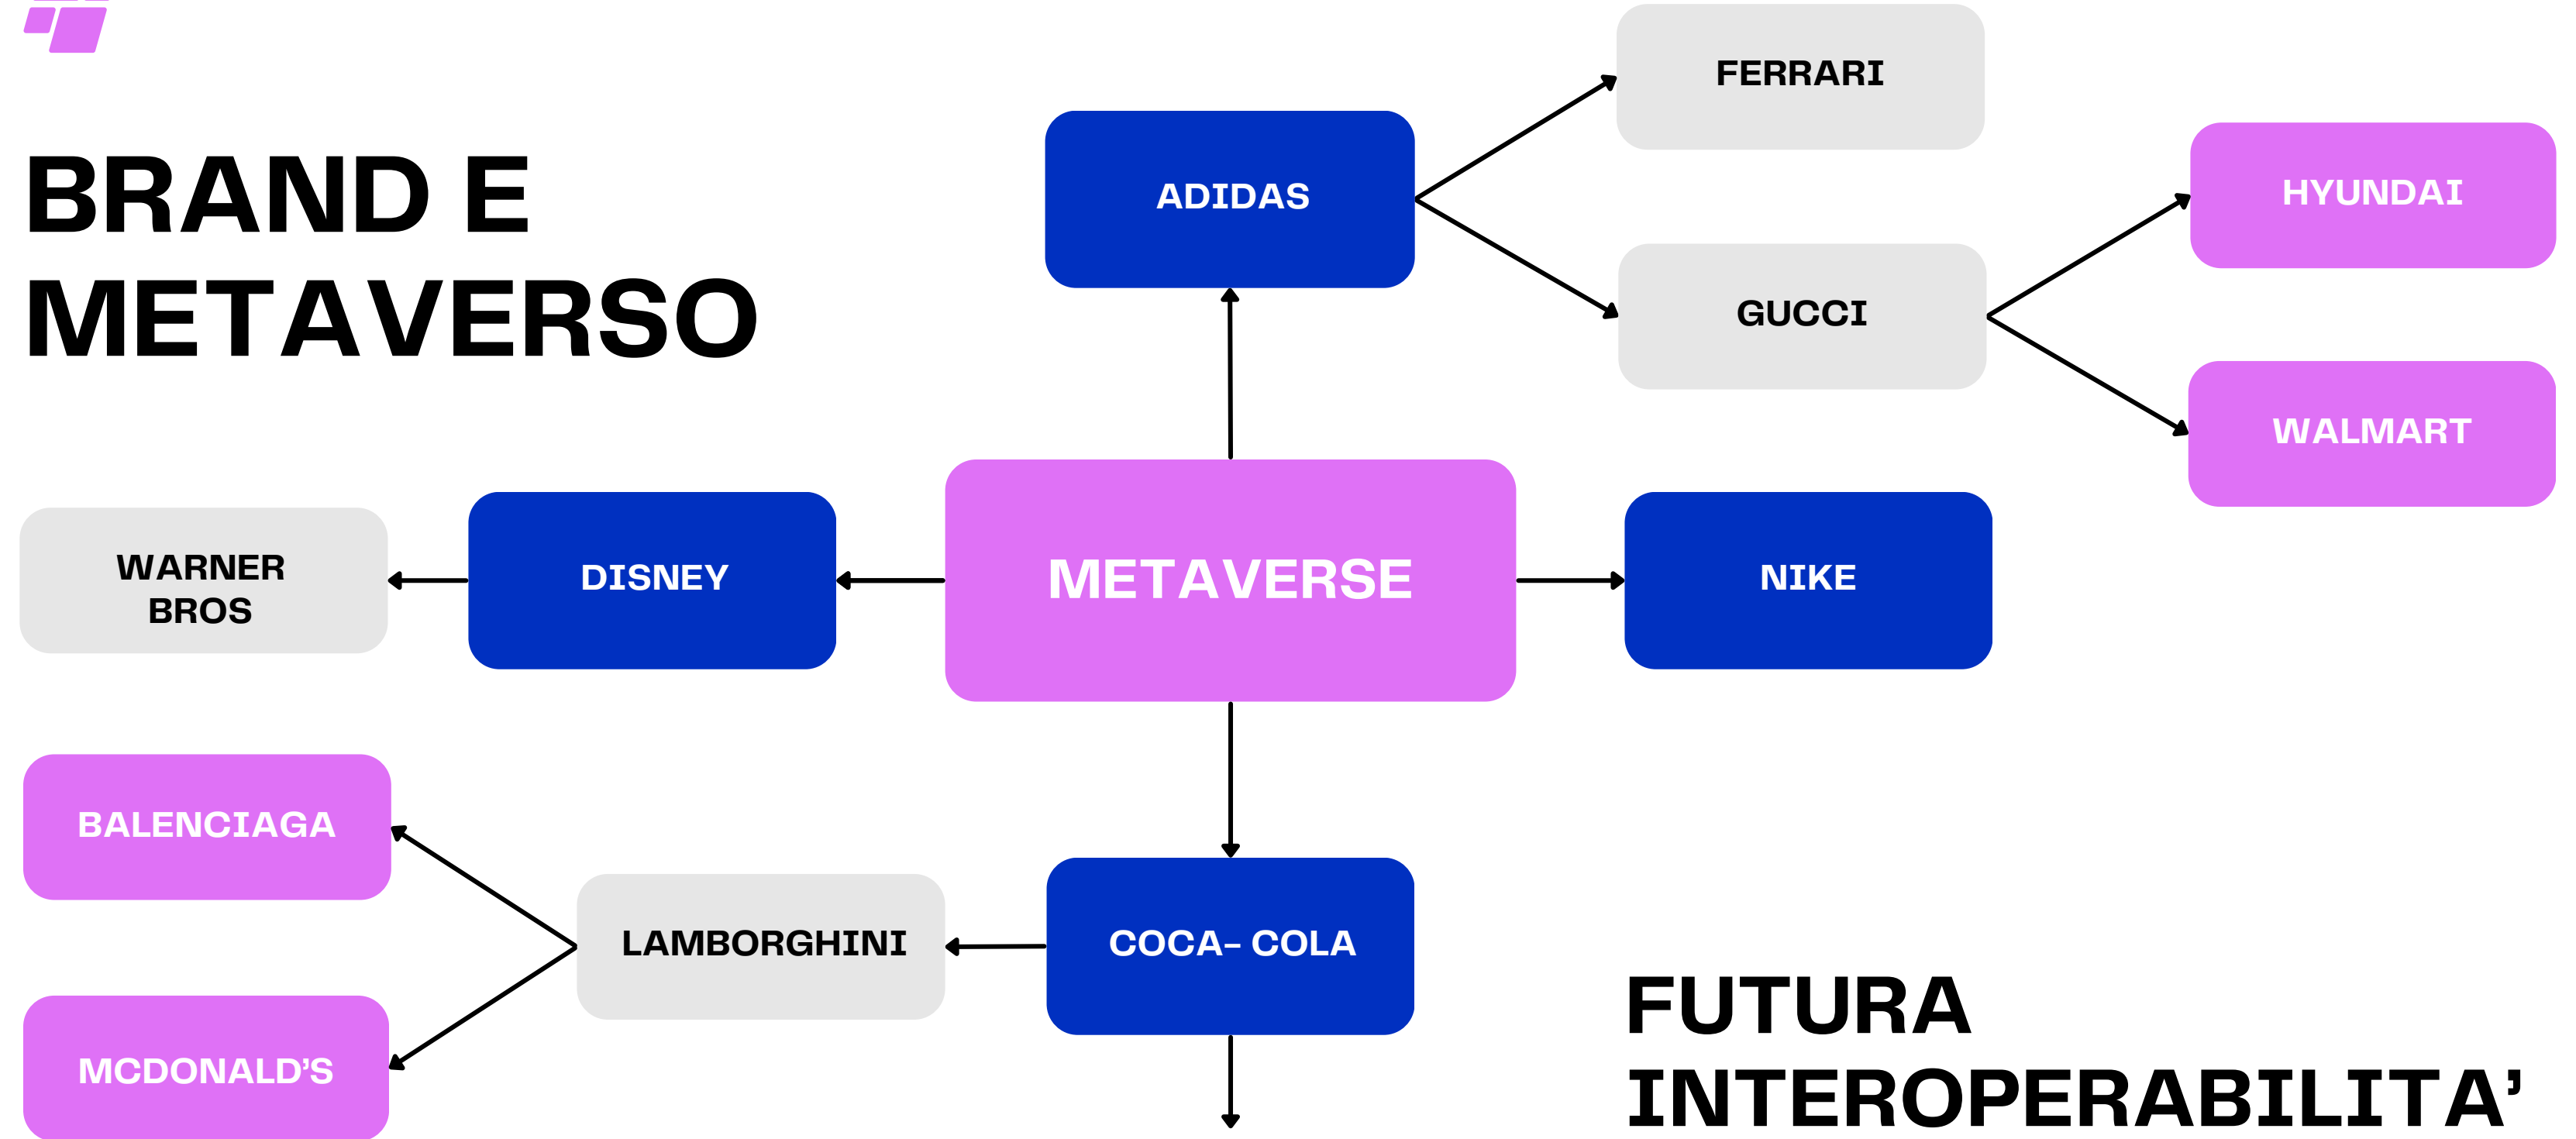 BRAND E
METAVERSO
FERRARI
ADIDAS
HYUNDAI
GUCCI
WALMART
WARNER
BROS
DISNEY
METAVERSE
NIKE
BALENCIAGA
LAMBORGHINI
COCA- COLA
MCDONALD’S
FUTURA
INTEROPERABILITA’